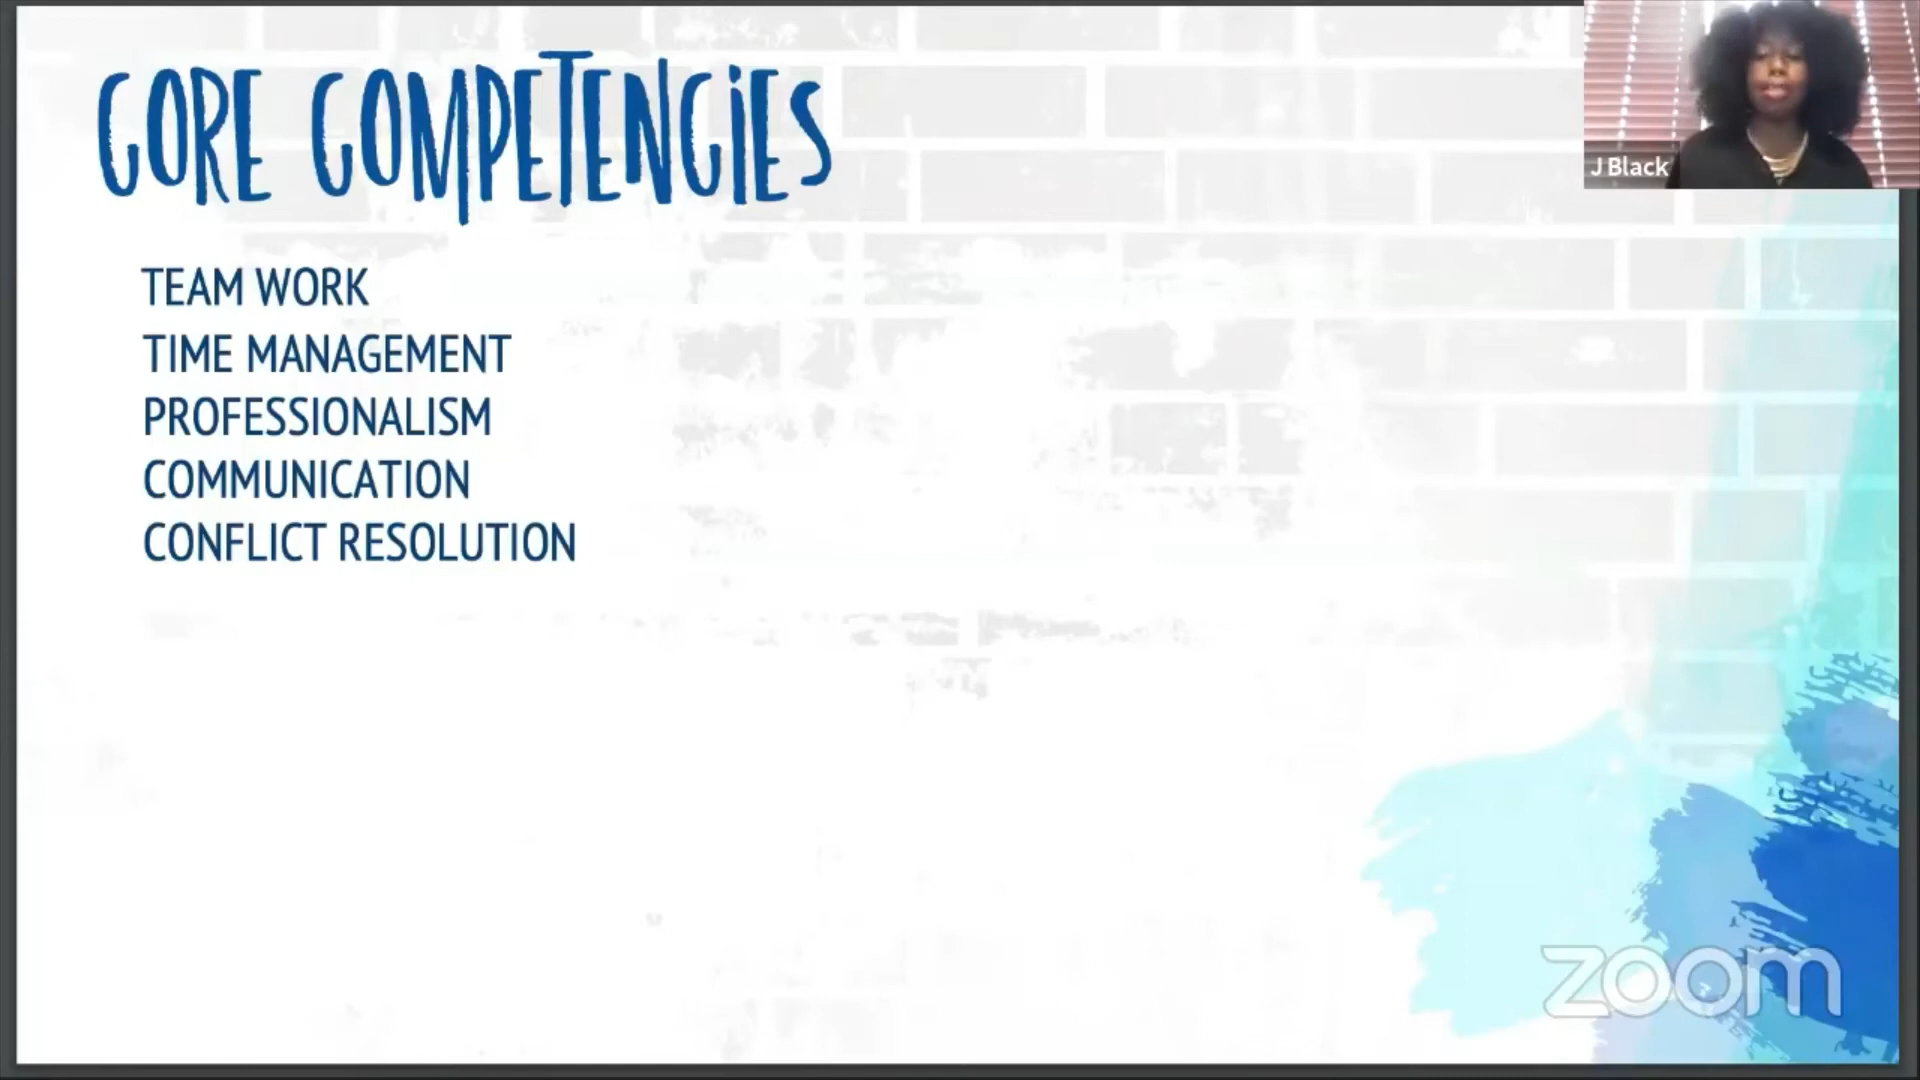 CORE COMPETENCiES
TEAM WORK
TIME MANAGEMENT
PROFESSIONALISM
COMMUNICATION
CONFLICT RESOLUTION
J Black
zoom